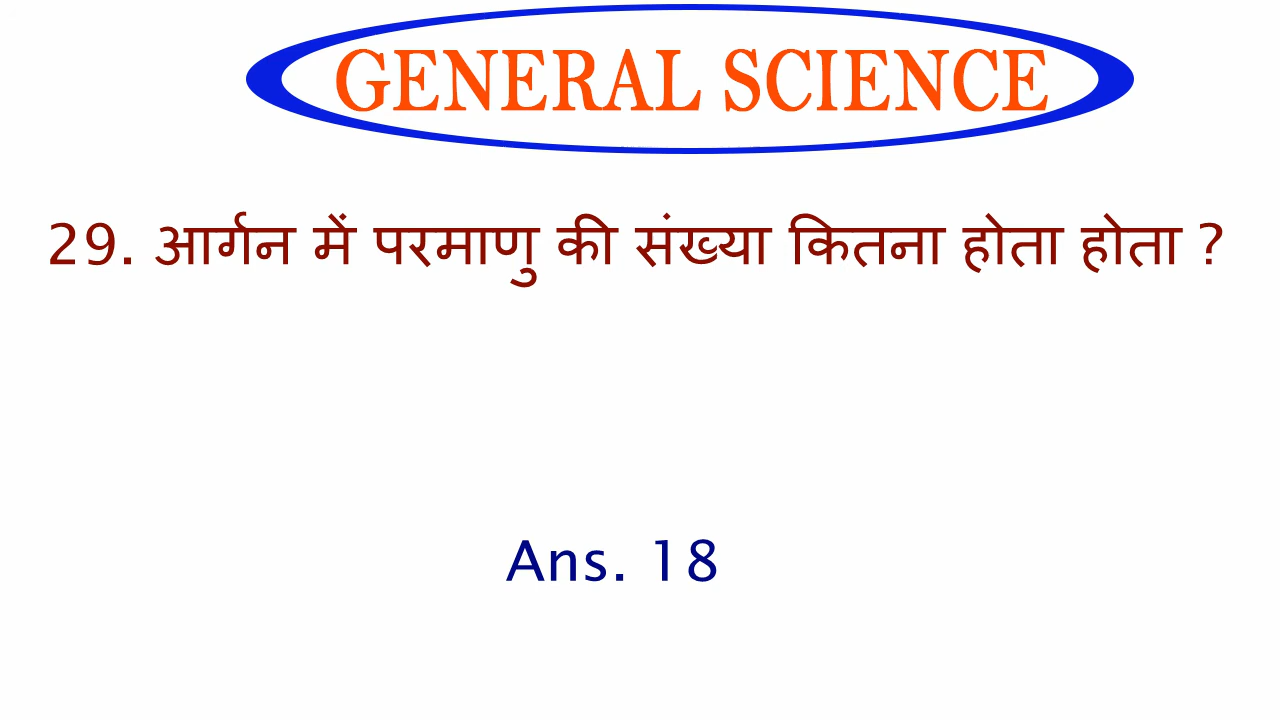 GENERAL SCIENCE
29. आर्गन में परमाणु की संख्या कितना होता होता ?
Ans. 18